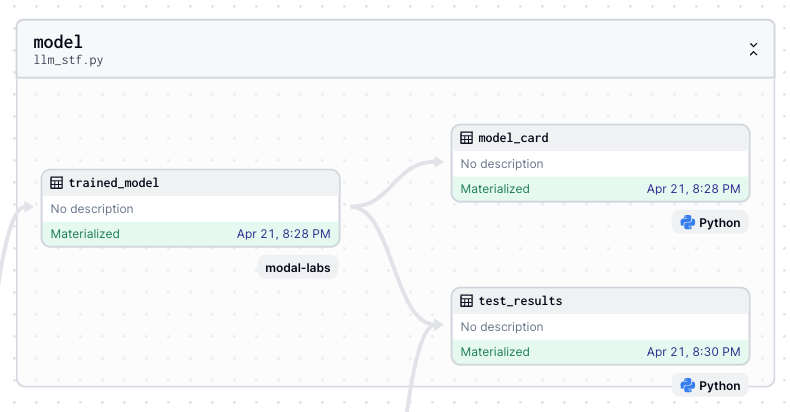 model
llm_stf.py
trained_model
No description
Materialized Apr 21, 8:28 PM
modal-labs
model_card
No description
Materialized Apr 21, 8:28 PM
Python
test_results
No description
Materialized Apr 21, 8:30 PM
Python